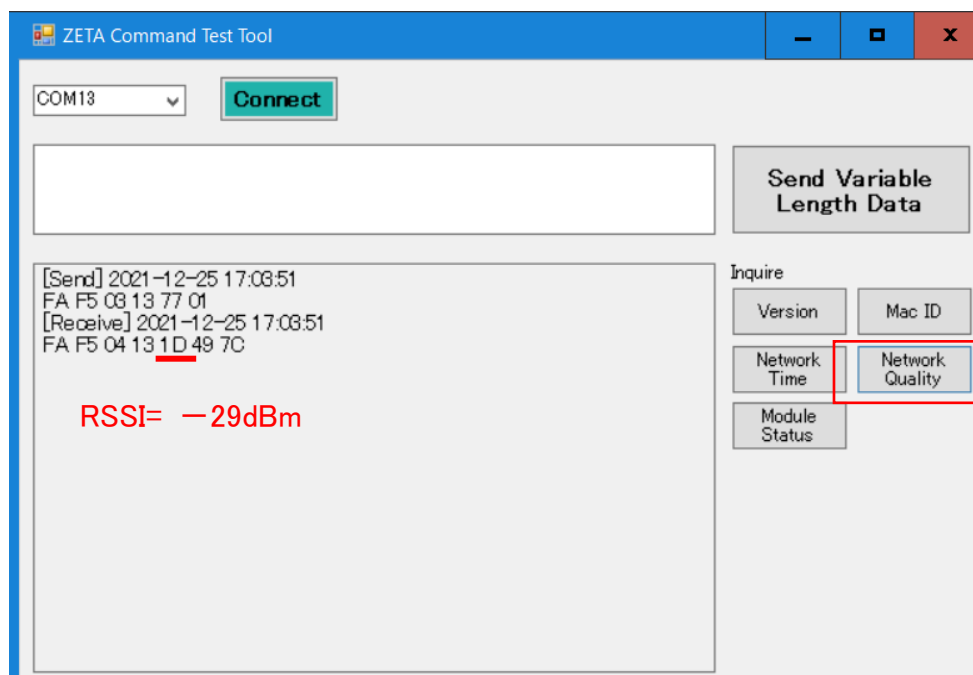 ZETA Command Test Tool
COM13
Connect
Send Variable
Length Data
[Send] 2021-12-25 17:03:51
FA F5 03 13 77 01
[Receive] 2021-12-25 17:03:51
FA F5 04 13 1D 49 7C
RSSI= －29dBm
Inquire
Version
Mac ID
Network
Time
Network
Quality
Module
Status